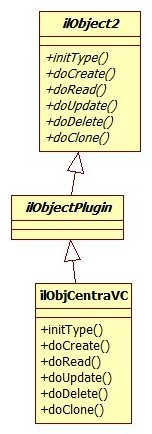 ilObject2
+initType()
+doCreate()
+doRead()
+doUpdate()
+doDelete()
+doClone()
ilObjectPlugin
ilObjCentraVC
+initType()
+doCreate()
+doRead()
+doUpdate()
+doDelete()
+doClone()